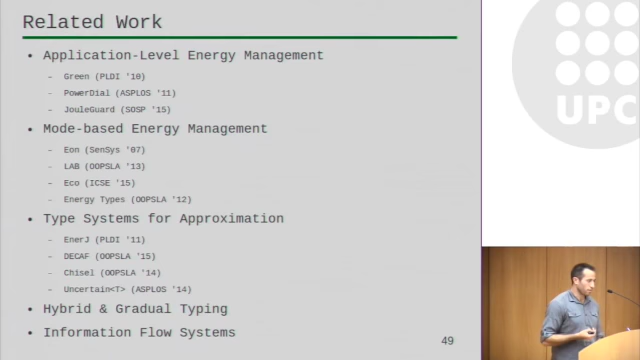 Related Work
• Application-Level Energy Management
– Green (PLDI '10)
– PowerDial (ASPLOS '11)
– JouleGuard (SOSP '15)
• Mode-based Energy Management
– Eon (SenSys '07)
– LAB (OOPSLA '13)
– Eco (ICSE '15)
– Energy Types (OOPSLA '12)
• Type Systems for Approximation
– EnerJ (PLDI '11)
– DECAF (OOPSLA '15)
– Chisel (OOPSLA '14)
– Uncertain<T> (ASPLOS '14)
• Hybrid & Gradual Typing
• Information Flow Systems
49
UPC